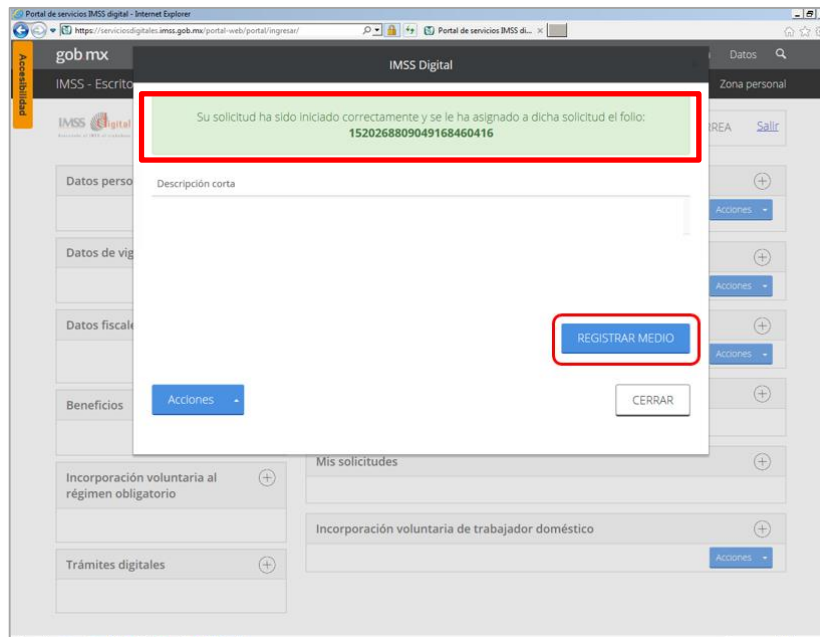 Portal de servicios IMSS digital - Internet Explorer
https://serviciosdigitales.imss.gob.mx/portal-web/portal/ingresar/
Portal de servicios IMSS di...
Accesibilidad
gob mx
Datos
IMSS - Escrito
Zona personal
IMSS Digital
IMSS Digital
REA
Salir
Su solicitud ha sido iniciado correctamente y se le ha asignado a dicha solicitud el folio:
1520268809049168460416
Datos perso
Descripción corta
Acciones
Datos de vig
Acciones
Datos fiscale
REGISTRAR MEDIO
Acciones
Beneficios
Acciones
CERRAR
Incorporación voluntaria al
régimen obligatorio
Mis solicitudes
Incorporación voluntaria de trabajador doméstico
Trámites digitales
Acciones